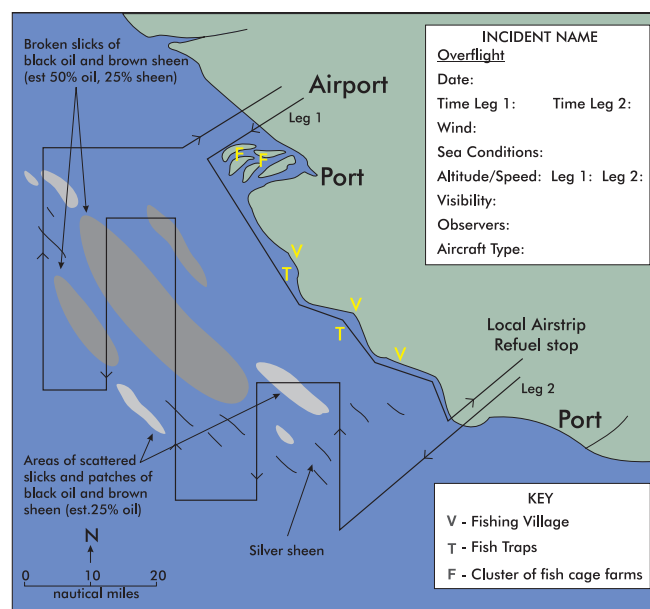 Broken slicks of
black oil and brown sheen
(est 50% oil, 25% sheen)
Airport
Leg 1
F
F
Port
INCIDENT NAME
Overflight
Date:
Time Leg 1: Time Leg 2:
Wind:
Sea Conditions:
Altitude/Speed: Leg 1: Leg 2:
Visibility:
Observers:
Aircraft Type:
V
T
V
T
V
Local Airstrip
Refuel stop
Leg 2
Port
Areas of scattered
slicks and patches of
black oil and brown
sheen (est.25% oil)
Silver sheen
N
0 10 20
nautical miles
KEY
V - Fishing Village
T - Fish Traps
F - Cluster of fish cage farms